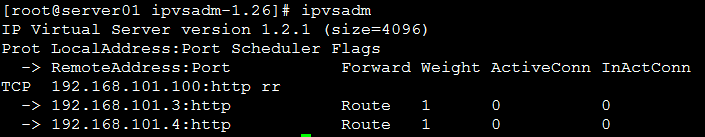 [root@server01 ipvsadm-1.26]# ipvsadm
IP Virtual Server version 1.2.1 (size=4096)
Prot LocalAddress:Port Scheduler Flags
  -> RemoteAddress:Port           Forward Weight ActiveConn InActConn
TCP  192.168.101.100:http rr
  -> 192.168.101.3:http           Route   1      0          0
  -> 192.168.101.4:http           Route   1      0          0